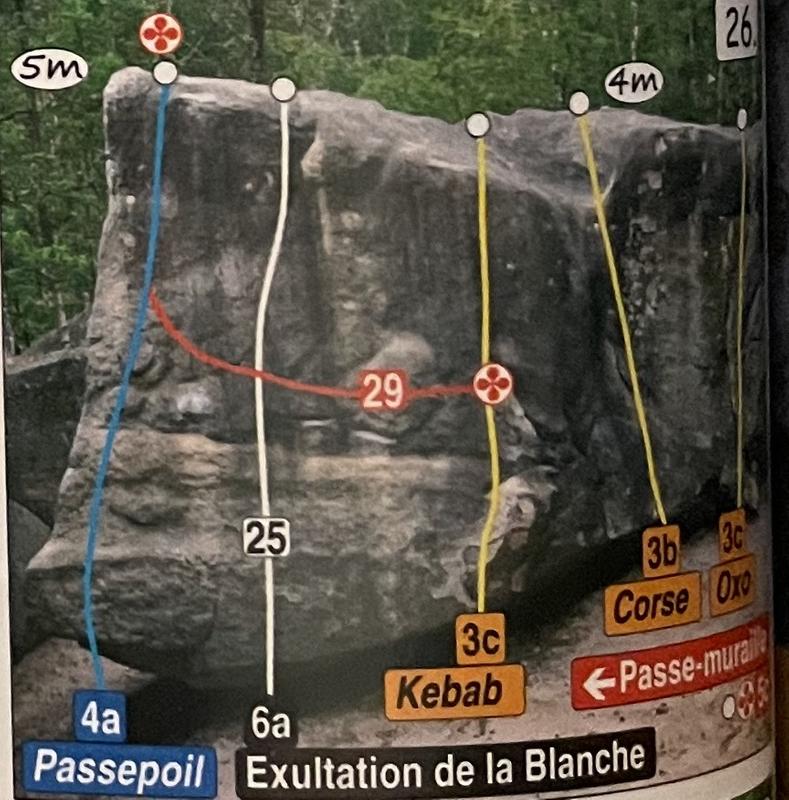 26.
5m
4m
29
25
3b
3c
Corse
Oxo
3c
Kebab
←Passe-muraille
4a
6a
Passepoil
Exultation de la Blanche